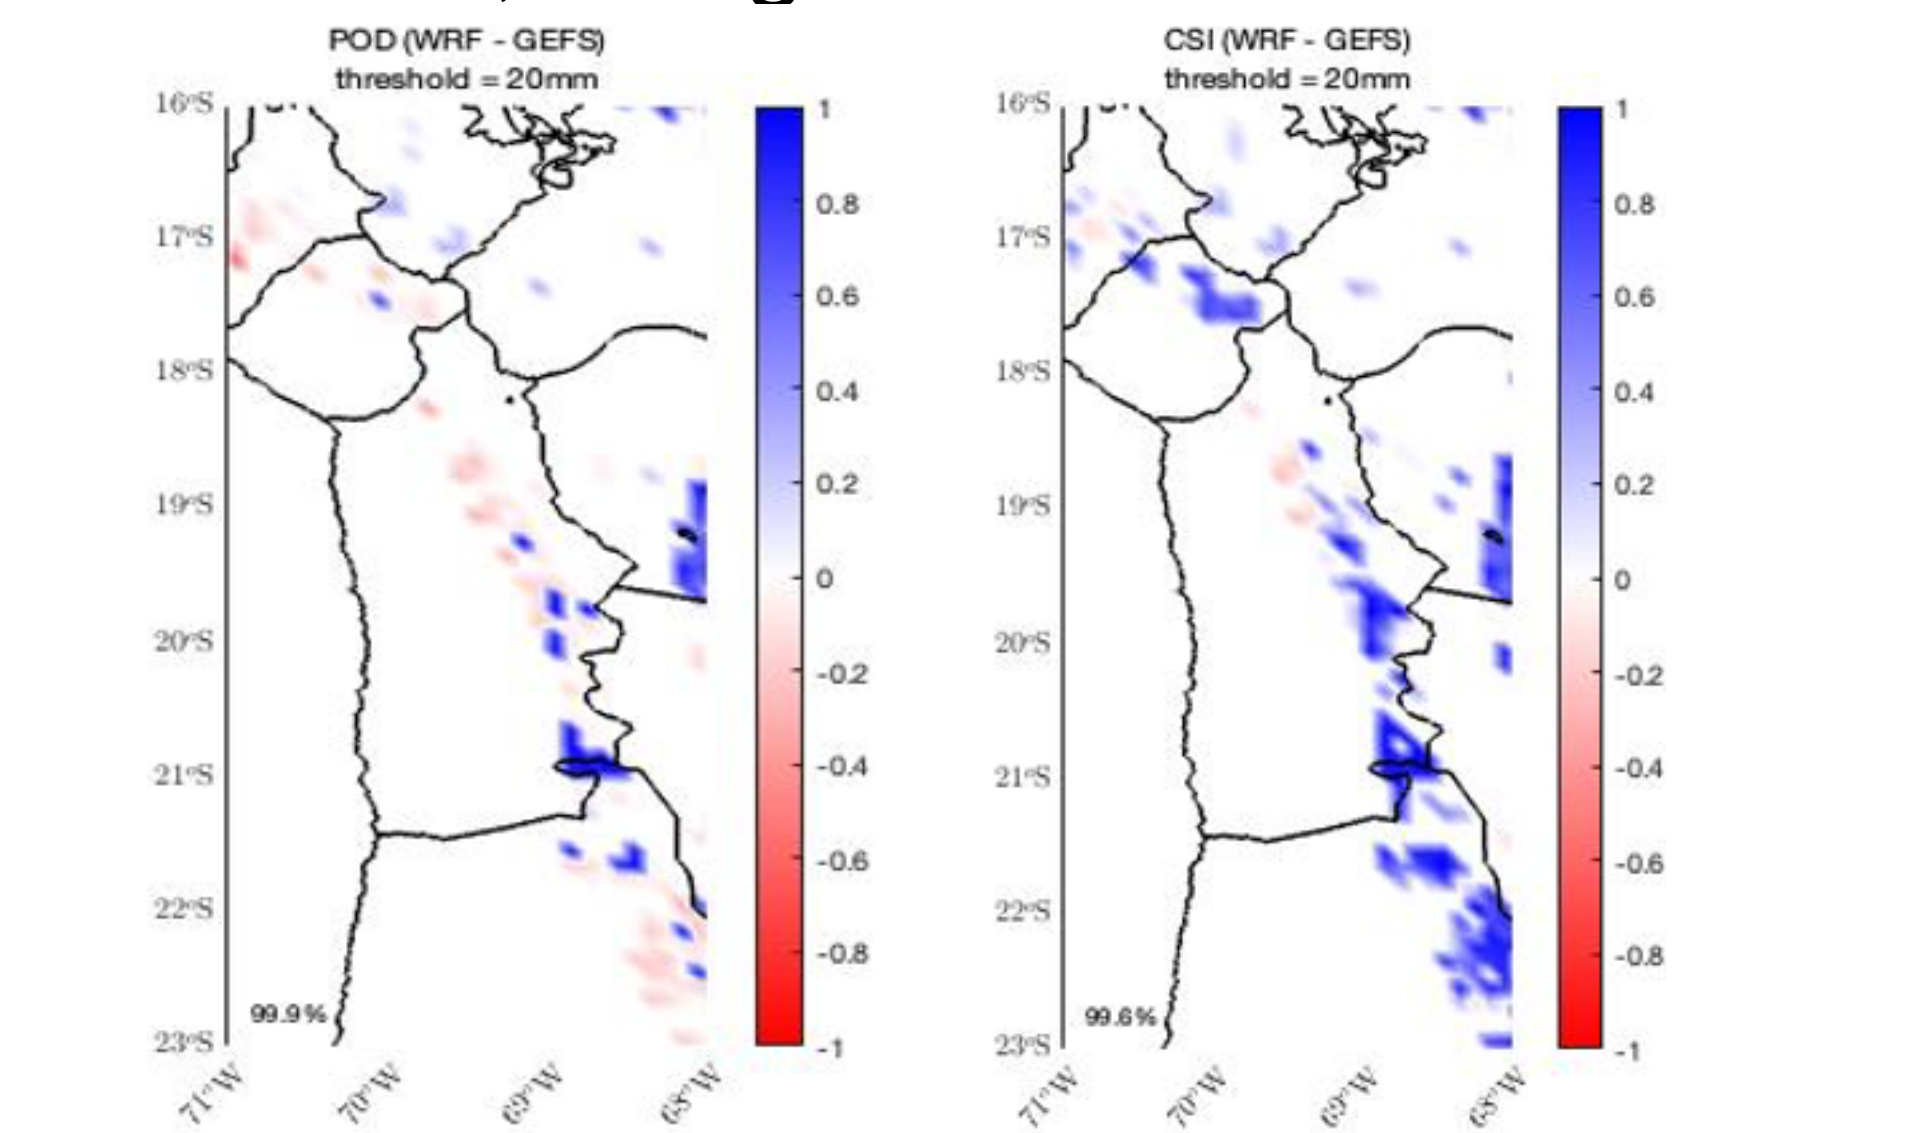 POD (WRF - GEFS)
threshold = 20mm
16°S
17°S
18°S
19°S
20°S
21°S
22°S
23°S
71°W
70°W
69°W
68°W
99.9%
1
0.8
0.6
0.4
0.2
0
-0.2
-0.4
-0.6
-0.8
-1
CSI (WRF - GEFS)
threshold = 20mm
16°S
17°S
18°S
19°S
20°S
21°S
22°S
23°S
71°W
70°W
69°W
68°W
99.6%
1
0.8
0.6
0.4
0.2
0
-0.2
-0.4
-0.6
-0.8
-1